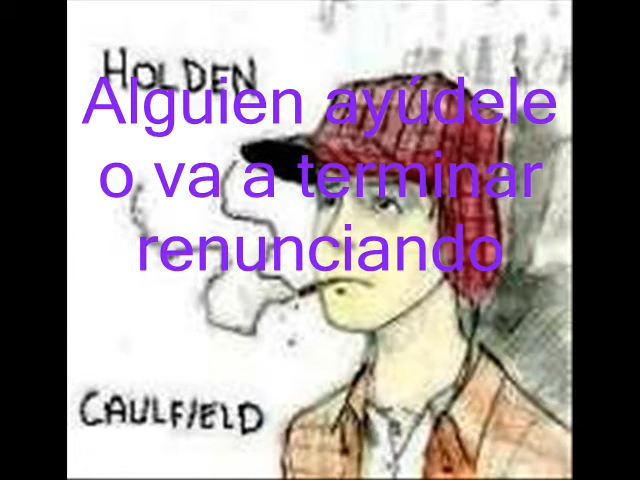 HOLDEN
Alguien ayúdele
o va a terminar
renunciando
CAULFIELD